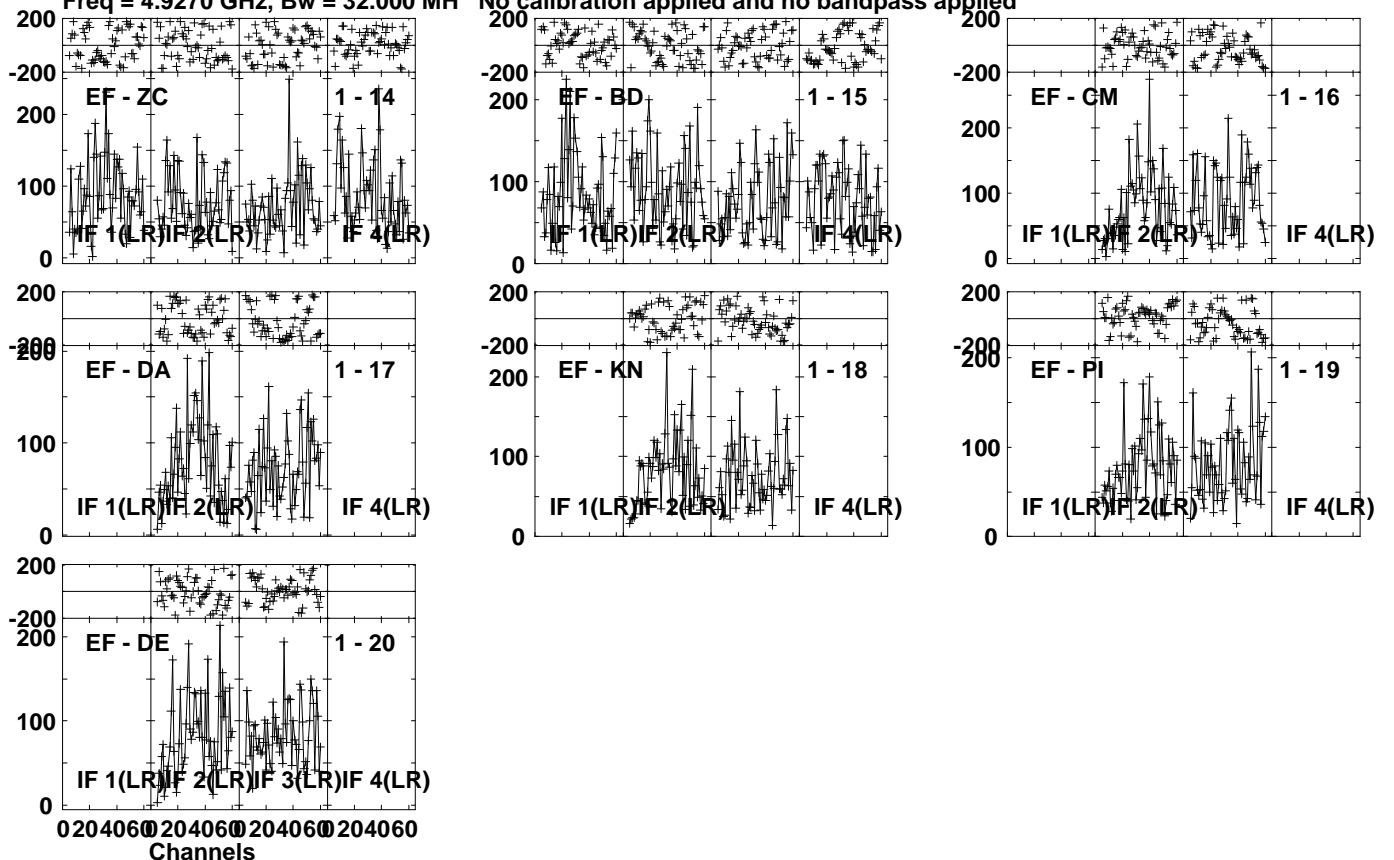 Freq = 4.9270 GHz, Bw = 32.000 MH No calibration applied and no bandpass applied
200
-200
EF - ZC 1 - 14
200
100
0
IF 1(LR) IF 2(LR) IF 4(LR)
200
-200
EF - BD 1 - 15
200
100
0
IF 1(LR) IF 2(LR) IF 4(LR)
200
-200
EF - CM 1 - 16
200
100
0
IF 1(LR) IF 2(LR) IF 4(LR)
200
-200
200
EF - DA 1 - 17
100
0
IF 1(LR) IF 2(LR) IF 4(LR)
200
-200
EF - KN 1 - 18
200
100
0
IF 1(LR) IF 2(LR) IF 4(LR)
200
-200
200
EF - PI 1 - 19
100
0
IF 1(LR) IF 2(LR) IF 4(LR)
200
-200
EF - DE 1 - 20
200
100
0
IF 1(LR) IF 2(LR) IF 3(LR) IF 4(LR)
0 20 40 60 0 20 40 60 0 20 40 60 0 20 40 60
Channels